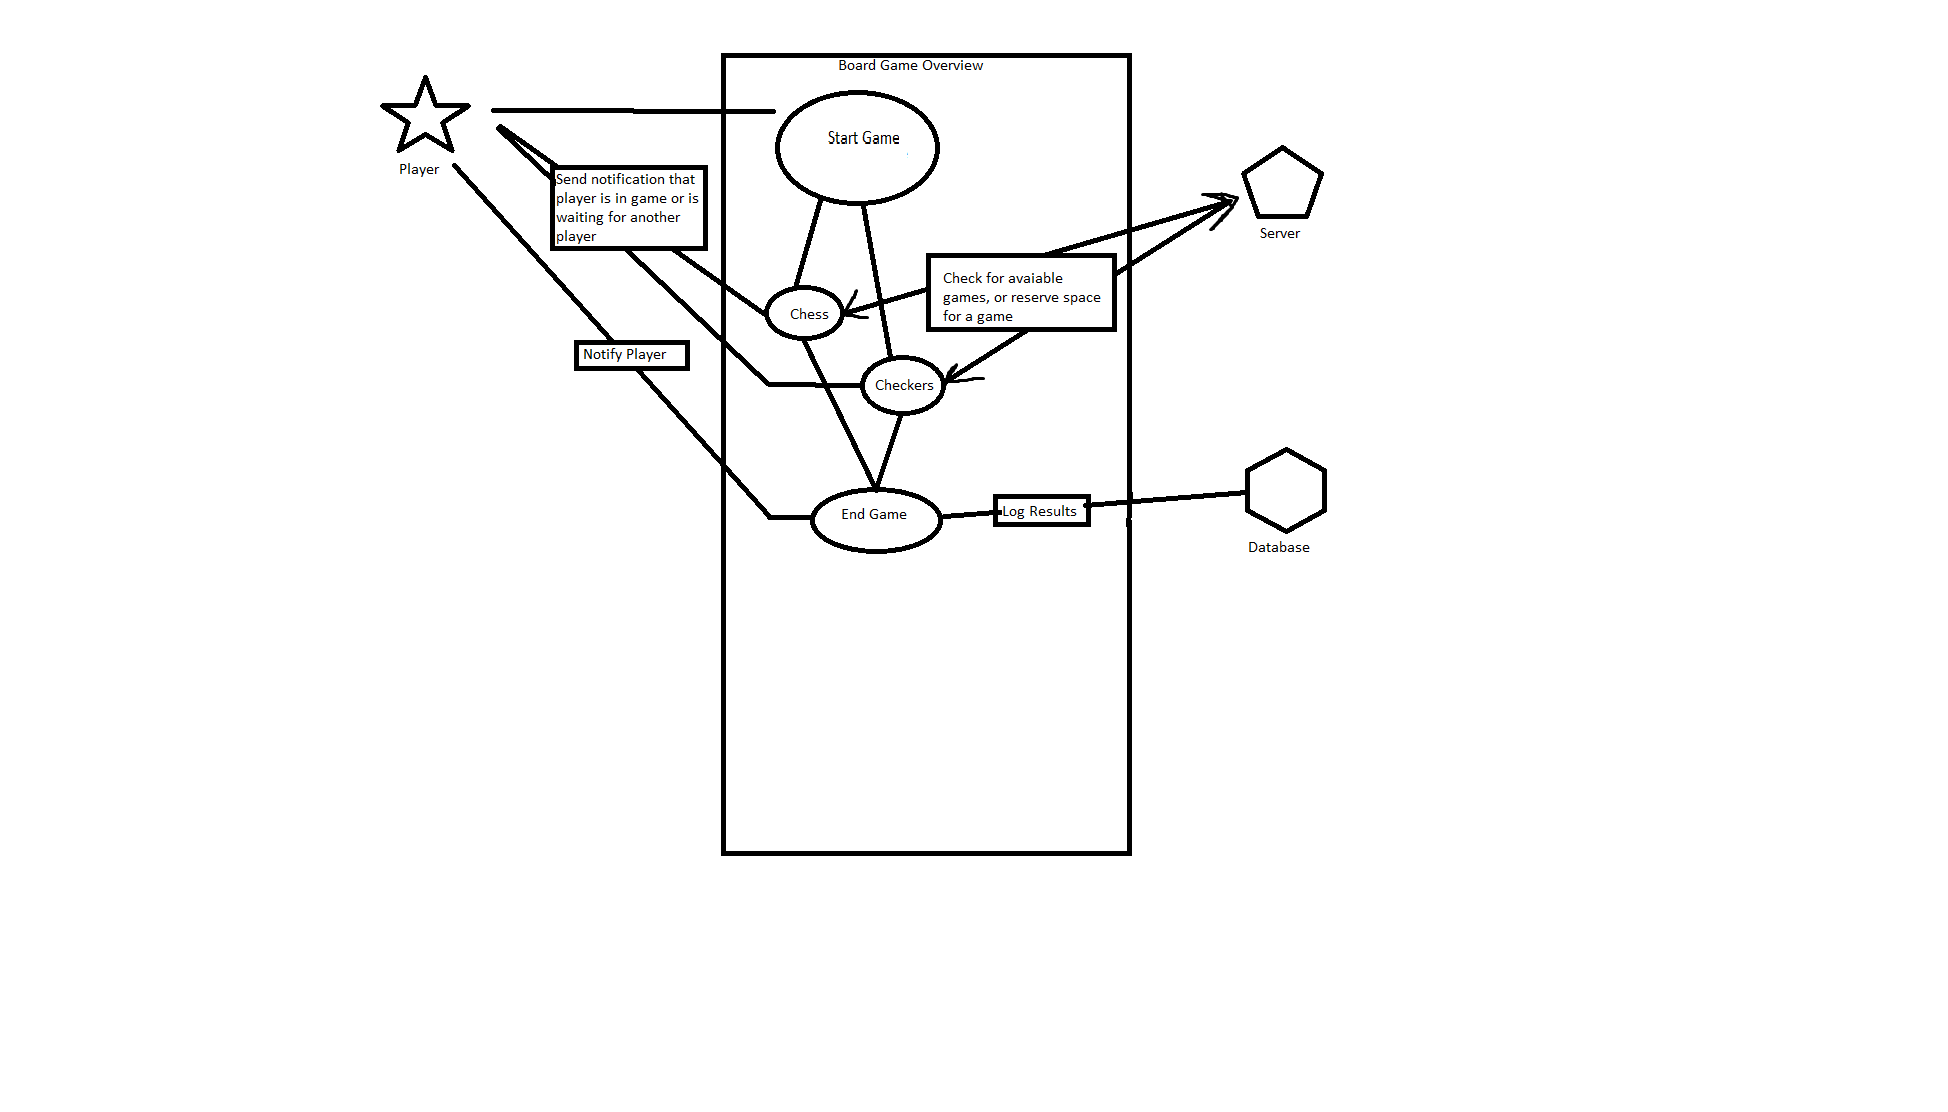 Board Game Overview
Start Game
Player
Send notification that
player is in game or is
waiting for another
player
Server
Check for avaiable
games, or reserve space
for a game
Chess
Notify Player
Checkers
End Game
Log Results
Database